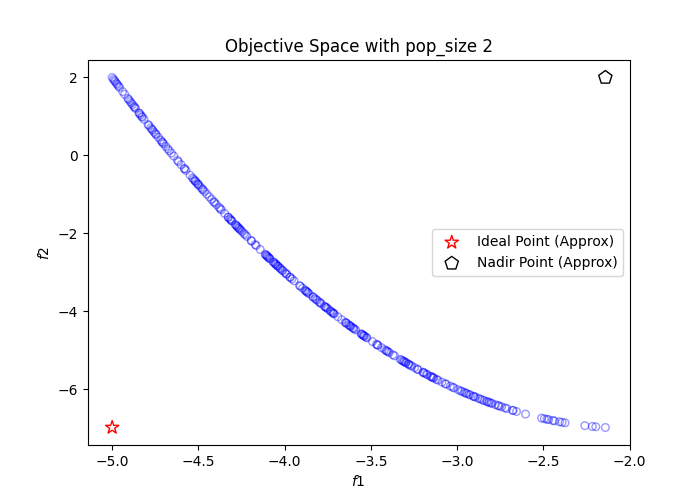 Objective Space with pop_size 2
f2
2
0
−2
−4
−6
Ideal Point (Approx)
Nadir Point (Approx)
−5.0 −4.5 −4.0 −3.5 −3.0 −2.5 −2.0
f1